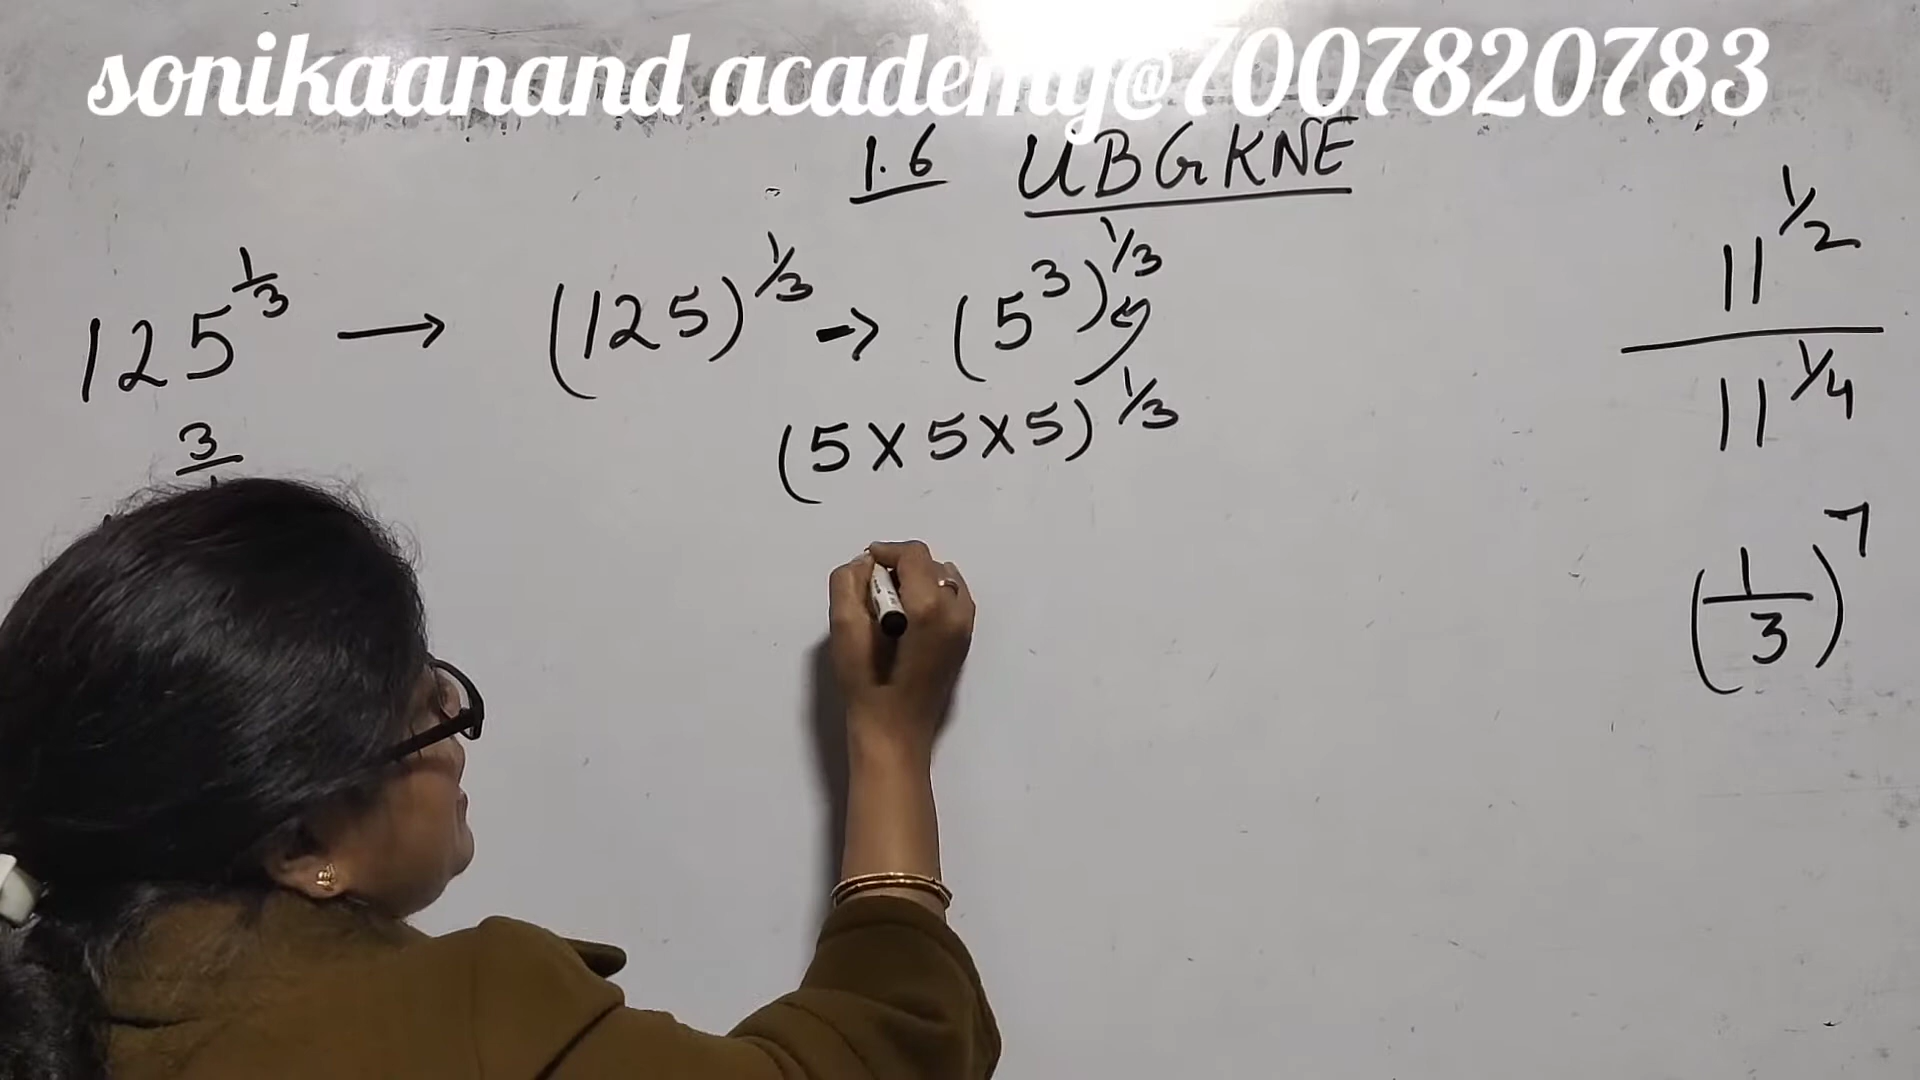 sonikaanand academy@7007820783
1.6 UBGKNE
125^(1/3) → (125)^(1/3) → (5^3)^(1/3)
(5×5×5)^(1/3)
3
11^(1/2)
11^(1/4)
(1/3)^7